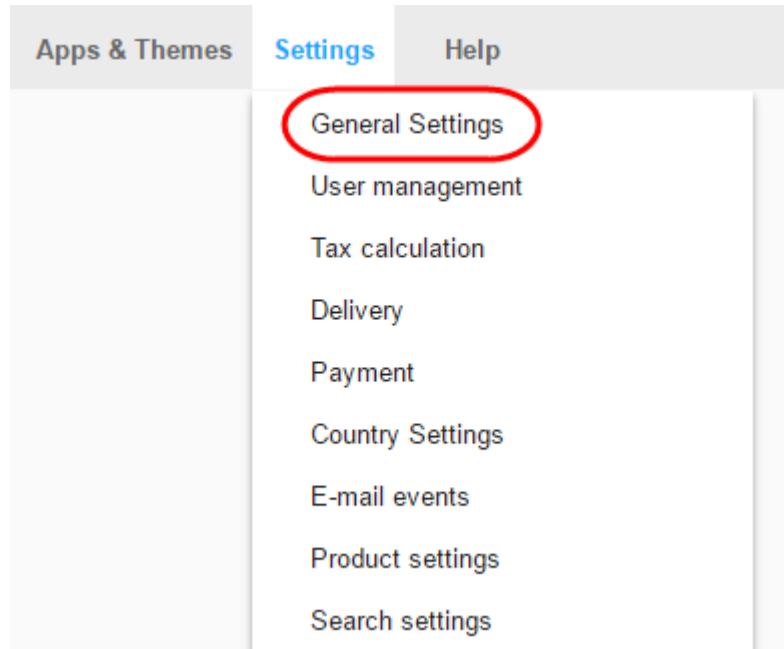 Apps & Themes Settings Help
General Settings
User management
Tax calculation
Delivery
Payment
Country Settings
E-mail events
Product settings
Search settings